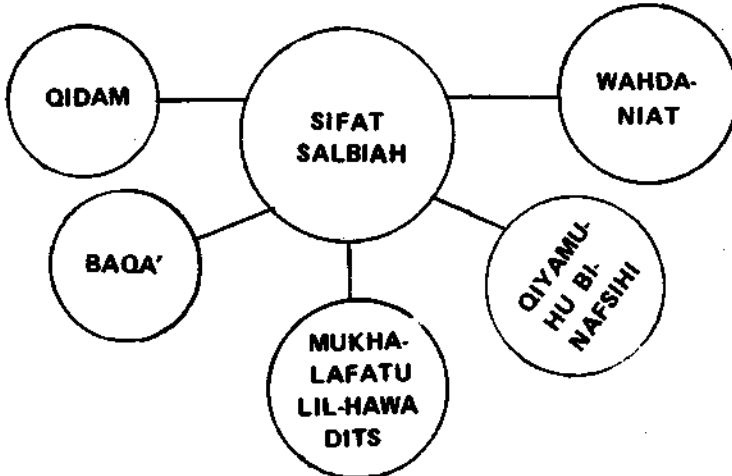 QIDAM
SIFAT
SALBIAH
WAHDA-
NIAT
BAQA'
MUKHA-
LAFATU
LIL-HAWA
DITS
QIYAMU-
HU BI-
NAFSIHI